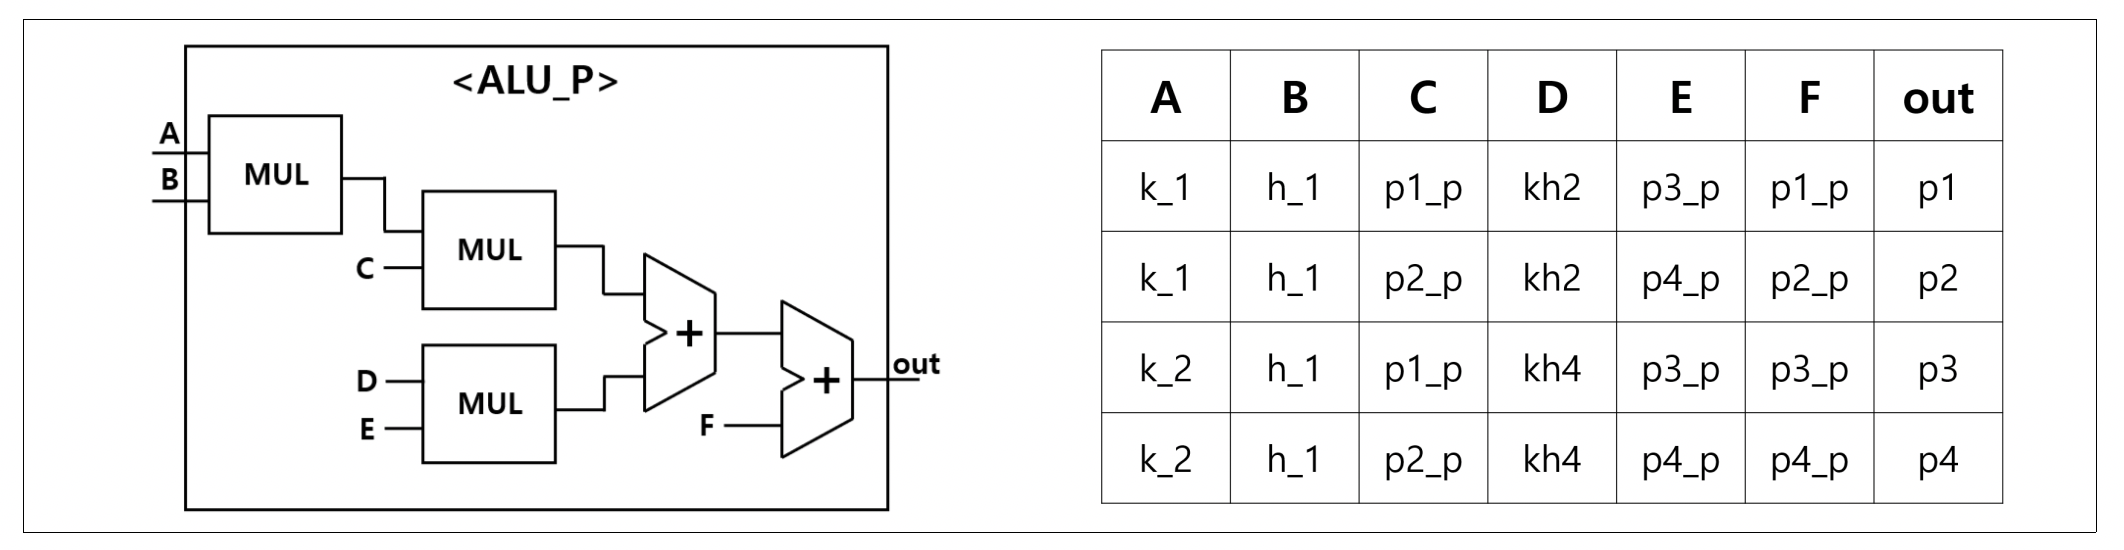 <ALU_P>
A
B
MUL
C
MUL
+
D
E
MUL
F
+
out
A B C D E F out
k_1 h_1 p1_p kh2 p3_p p1_p p1
k_1 h_1 p2_p kh2 p4_p p2_p p2
k_2 h_1 p1_p kh4 p3_p p3_p p3
k_2 h_1 p2_p kh4 p4_p p4_p p4